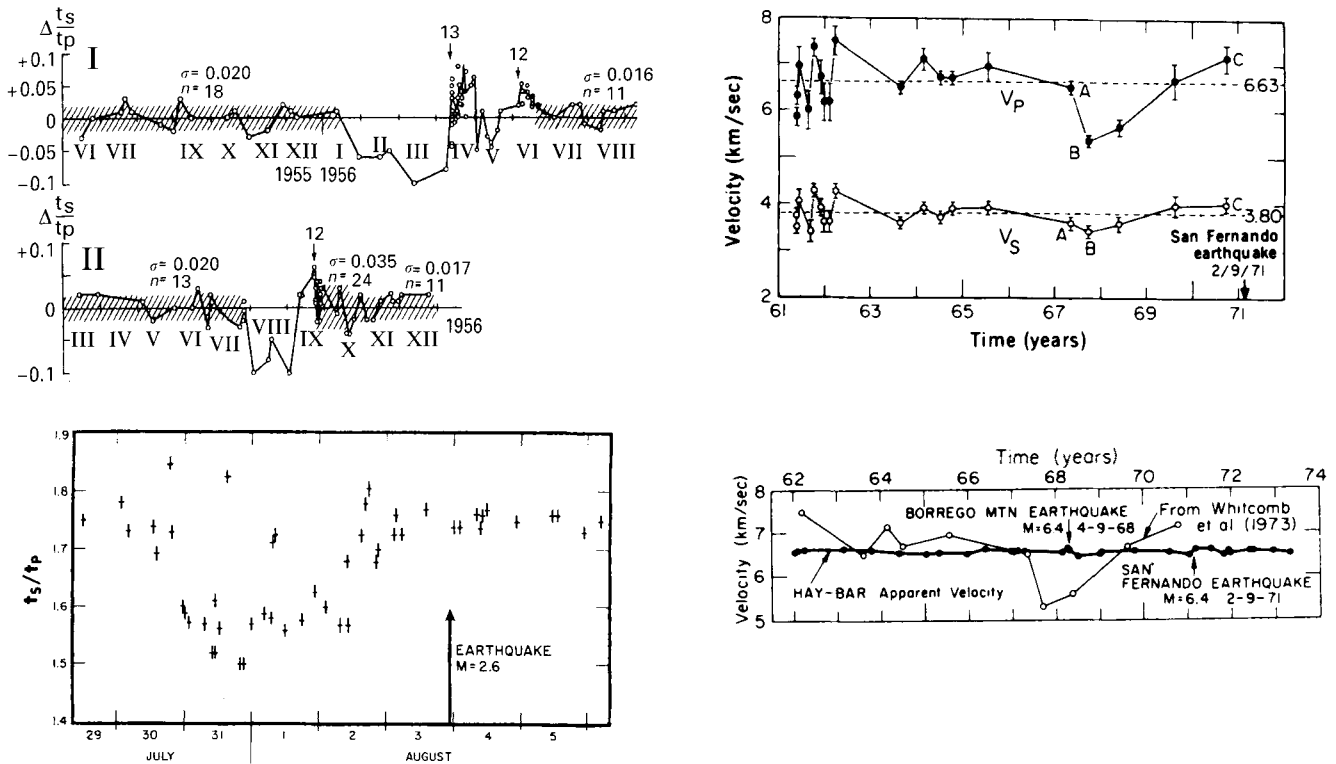 Δ ts/tp
I
+0.1
+0.05
0
−0.05
−0.1
σ = 0.020
n = 18
13
12
σ = 0.016
n = 11
VI VII IX X XI XII I II III IV V VI VII VIII
1955 1956
Δ ts/tp
II
+0.1
0
−0.1
σ = 0.020
n = 13
12
σ = 0.035
n = 24
σ = 0.017
n = 11
III IV V VI VII VIII IX X XI XII 1956
8
6
4
2
Velocity (km/sec)
VP
A
B
C
6.63
VS
A
B
C
3.80
San Fernando
earthquake
2/9/71
61 63 65 67 69 71
Time (years)
1.9
1.8
1.7
1.6
1.5
1.4
ts/tp
EARTHQUAKE
M = 2.6
29 30 31 1 2 3 4 5
JULY AUGUST
Time (years)
62 64 66 68 70 72 74
8
7
6
5
Velocity (km/sec)
BORREGO MTN EARTHQUAKE
M=6.4 4-9-68
From Whitcomb
et al (1973)
HAY-BAR Apparent Velocity
SAN
FERNANDO EARTHQUAKE
M=6.4 2-9-71